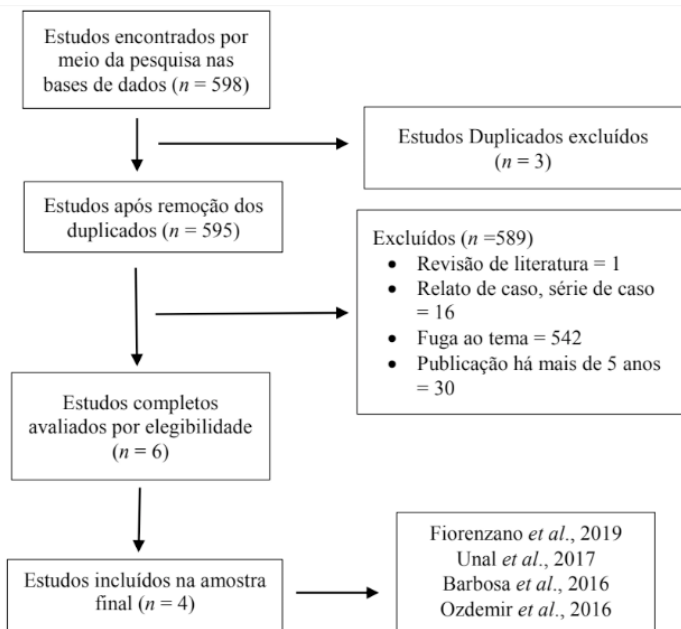 Estudos encontrados por
meio da pesquisa nas
bases de dados (n = 598)
Estudos Duplicados excluídos
(n = 3)
Estudos após remoção dos
duplicados (n = 595)
Excluídos (n =589)
• Revisão de literatura = 1
• Relato de caso, série de caso
= 16
• Fuga ao tema = 542
• Publicação há mais de 5 anos
= 30
Estudos completos
avaliados por elegibilidade
(n = 6)
Estudos incluídos na amostra
final (n = 4)
Fiorenzano et al., 2019
Unal et al., 2017
Barbosa et al., 2016
Ozdemir et al., 2016